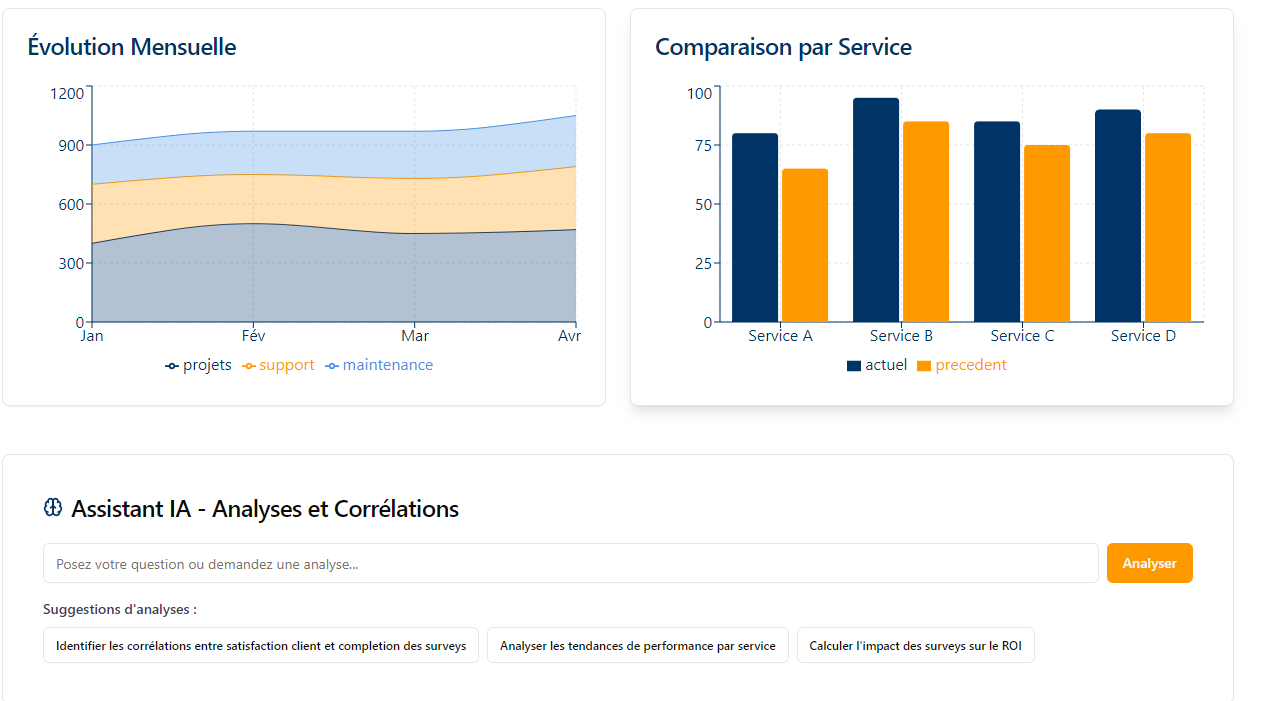 Évolution Mensuelle
1200
900
600
300
0
Jan Fév Mar Avr
projets support maintenance
Comparaison par Service
100
75
50
25
0
Service A Service B Service C Service D
actuel precedent
Assistant IA - Analyses et Corrélations
Posez votre question ou demandez une analyse...
Analyser
Suggestions d'analyses :
Identifier les corrélations entre satisfaction client et completion des surveys
Analyser les tendances de performance par service
Calculer l'impact des surveys sur le ROI